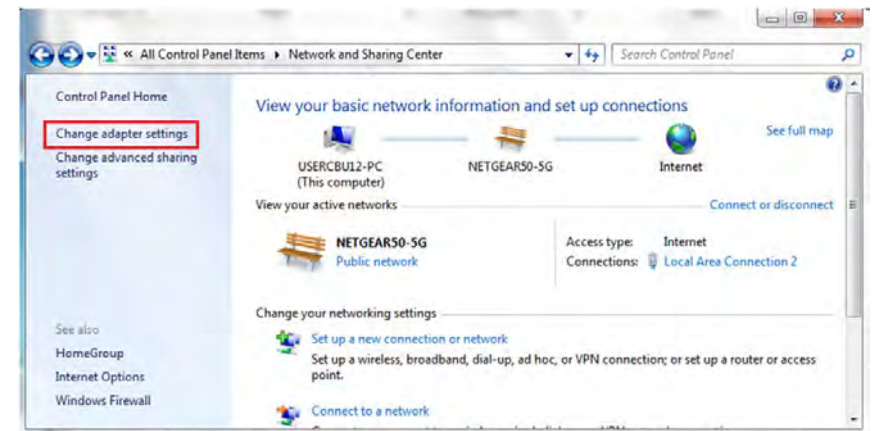 « All Control Panel Items ▸ Network and Sharing Center
Search Control Panel
Control Panel Home
Change adapter settings
Change advanced sharing
settings
See also
HomeGroup
Internet Options
Windows Firewall
View your basic network information and set up connections
See full map
USERCBU12-PC
(This computer)
NETGEAR50-5G
Internet
View your active networks
Connect or disconnect
NETGEAR50-5G
Public network
Access type: Internet
Connections: Local Area Connection 2
Change your networking settings
Set up a new connection or network
Set up a wireless, broadband, dial-up, ad hoc, or VPN connection; or set up a router or access
point.
Connect to a network